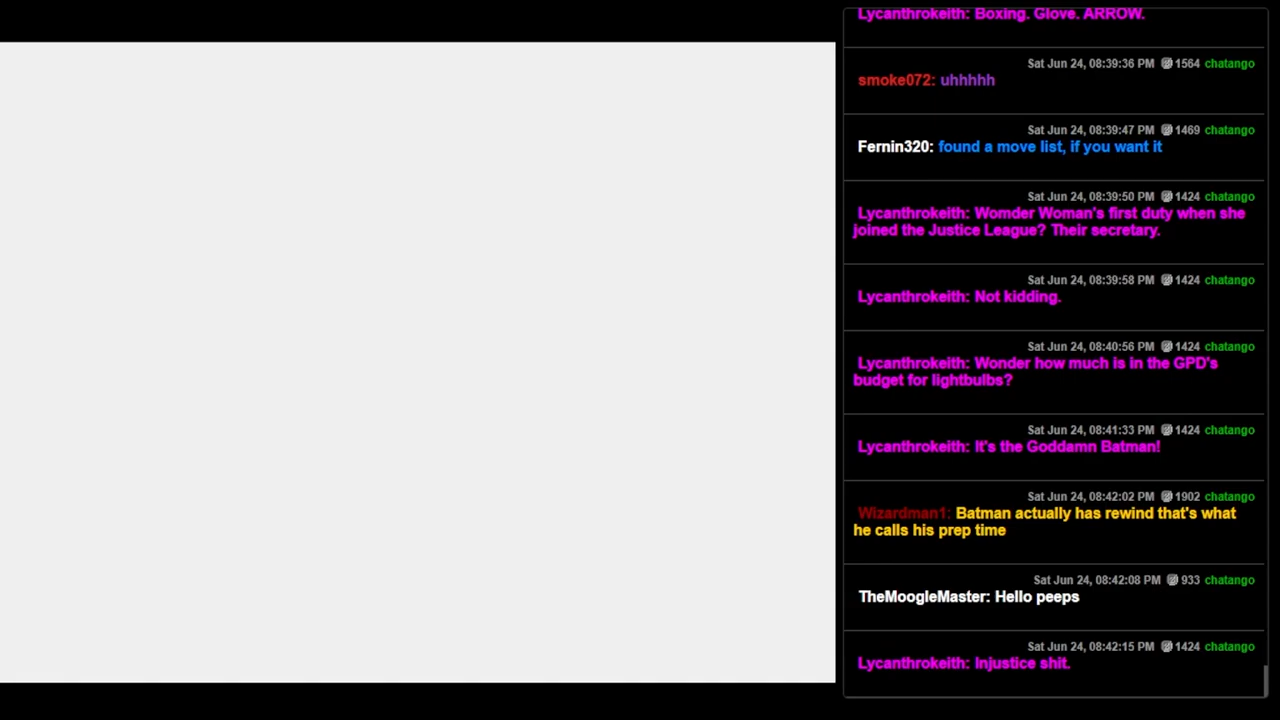 Lycanthrokeith: Boxing. Glove. ARROW.
Sat Jun 24, 08:39:36 PM 1564 chatango
smoke072: uhhhhh
Sat Jun 24, 08:39:47 PM 1469 chatango
Fernin320: found a move list, if you want it
Sat Jun 24, 08:39:50 PM 1424 chatango
Lycanthrokeith: Womder Woman's first duty when she
joined the Justice League? Their secretary.
Sat Jun 24, 08:39:58 PM 1424 chatango
Lycanthrokeith: Not kidding.
Sat Jun 24, 08:40:56 PM 1424 chatango
Lycanthrokeith: Wonder how much is in the GPD's
budget for lightbulbs?
Sat Jun 24, 08:41:33 PM 1424 chatango
Lycanthrokeith: It's the Goddamn Batman!
Sat Jun 24, 08:42:02 PM 1902 chatango
Wizardman1: Batman actually has rewind that's what
he calls his prep time
Sat Jun 24, 08:42:08 PM 933 chatango
TheMoogleMaster: Hello peeps
Sat Jun 24, 08:42:15 PM 1424 chatango
Lycanthrokeith: Injustice shit.